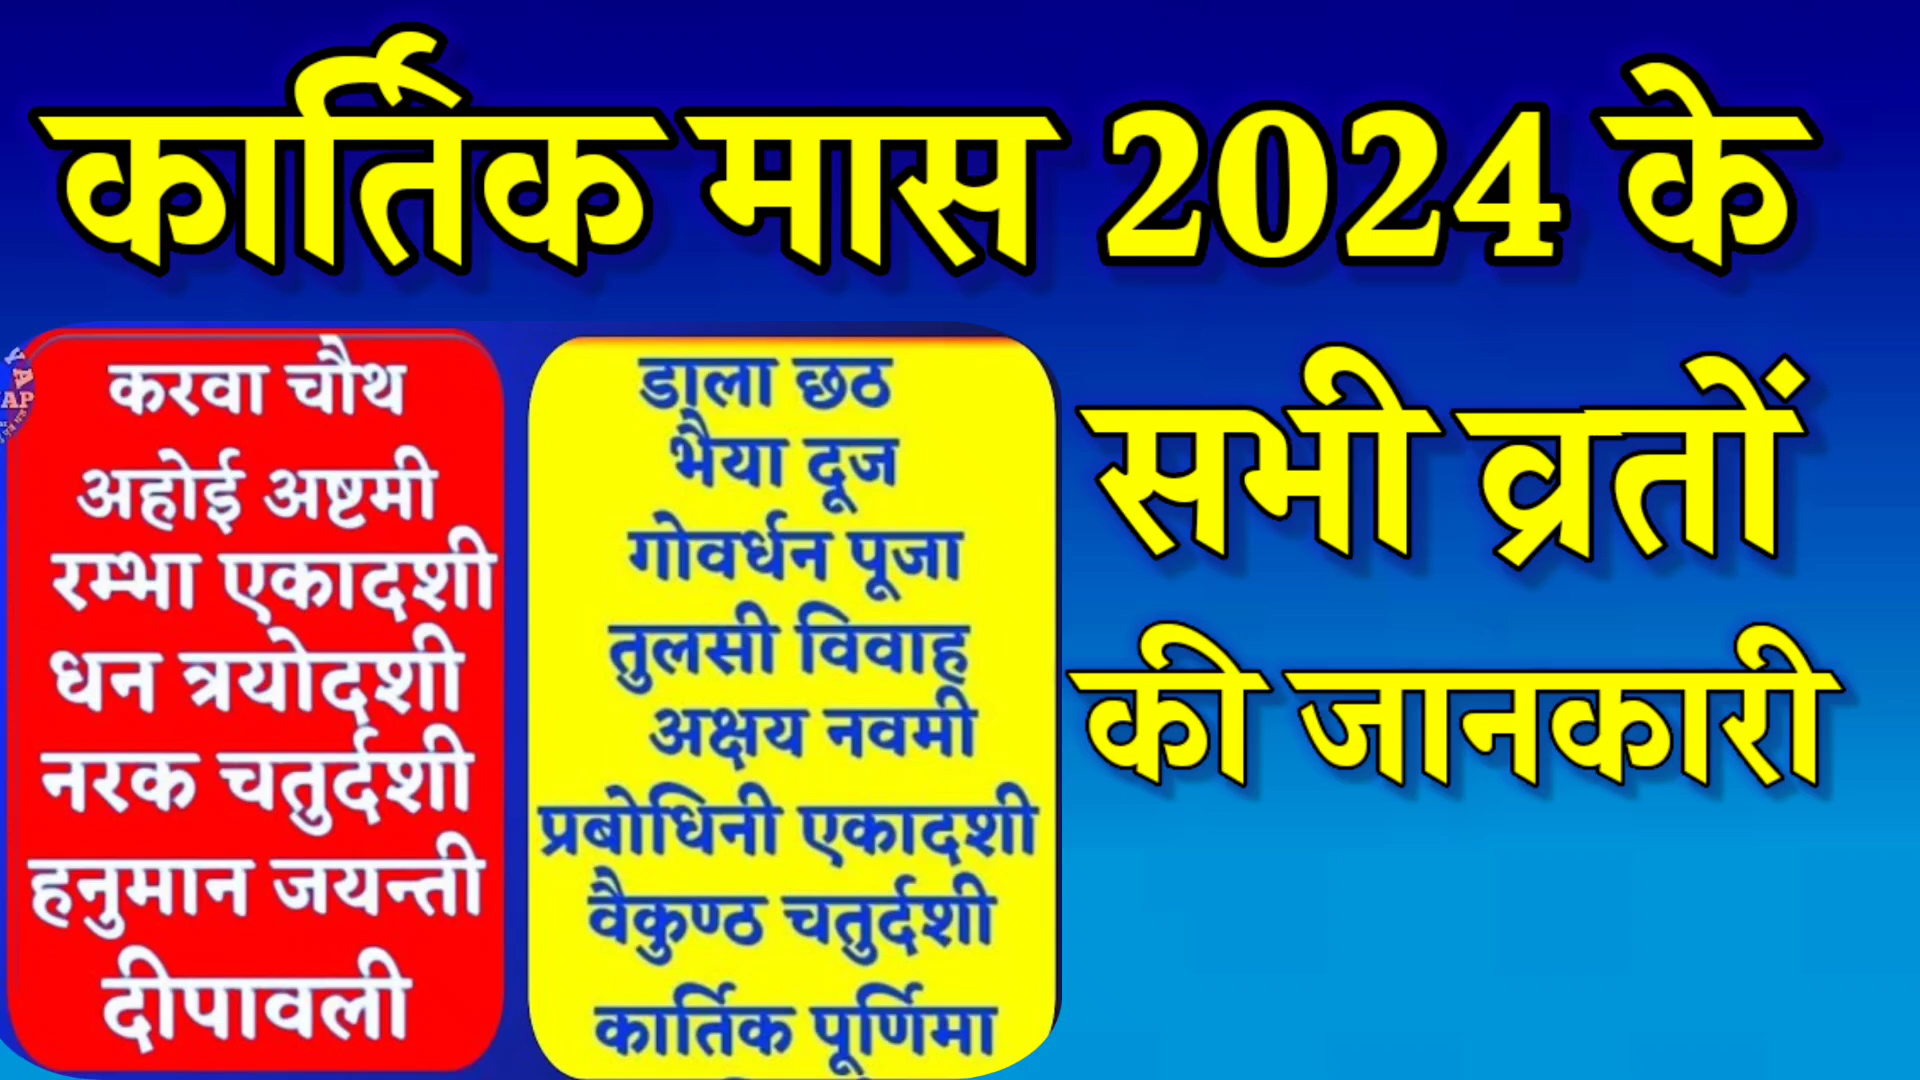 कार्तिक मास 2024 के
सभी व्रतों
की जानकारी
करवा चौथ
अहोई अष्टमी
रम्भा एकादशी
धन त्रयोदशी
नरक चतुर्दशी
हनुमान जयन्ती
दीपावली
डाला छठ
भैया दूज
गोवर्धन पूजा
तुलसी विवाह
अक्षय नवमी
प्रबोधिनी एकादशी
वैकुण्ठ चतुर्दशी
कार्तिक पूर्णिमा